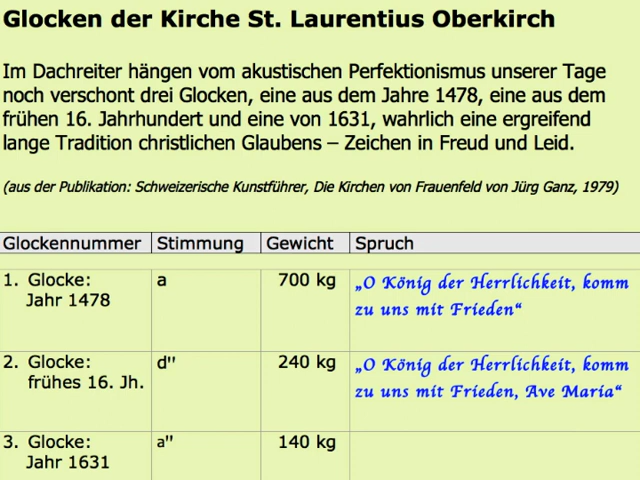 Glocken der Kirche St. Laurentius Oberkirch
Im Dachreiter hängen vom akustischen Perfektionismus unserer Tage
noch verschont drei Glocken, eine aus dem Jahre 1478, eine aus dem
frühen 16. Jahrhundert und eine von 1631, wahrlich eine ergreifend
lange Tradition christlichen Glaubens – Zeichen in Freud und Leid.
(aus der Publikation: Schweizerische Kunstführer, Die Kirchen von Frauenfeld von Jürg Ganz, 1979)
Glockennummer Stimmung Gewicht Spruch
1. Glocke: a 700 kg „O König der Herrlichkeit, komm
Jahr 1478 zu uns mit Frieden“
2. Glocke: d" 240 kg „O König der Herrlichkeit, komm
frühes 16. Jh. zu uns mit Frieden, Ave Maria“
3. Glocke: a" 140 kg
Jahr 1631